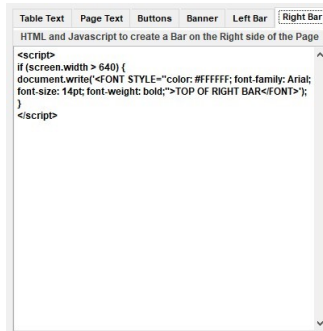 Table Text Page Text Buttons Banner Left Bar Right Bar
HTML and Javascript to create a Bar on the Right side of the Page
<script>
if (screen.width > 640) {
document.write('<FONT STYLE="color: #FFFFFF; font-family: Arial;
font-size: 14pt; font-weight: bold;">TOP OF RIGHT BAR</FONT>');
}
</script>